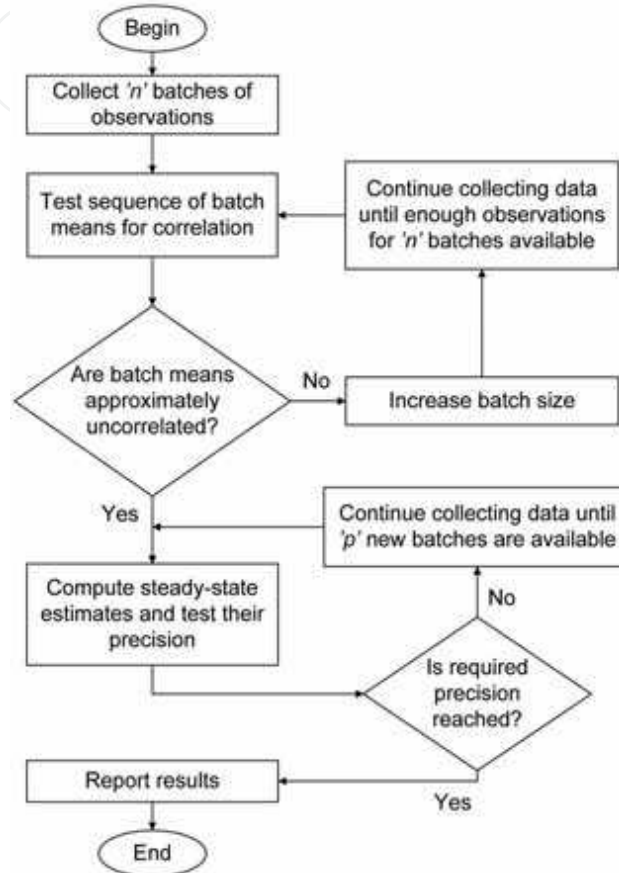 Begin
Collect 'n' batches of
observations
Test sequence of batch
means for correlation
Continue collecting data
until enough observations
for 'n' batches available
Are batch means
approximately
uncorrelated?
No
Increase batch size
Yes
Continue collecting data until
'p' new batches are available
Compute steady-state
estimates and test their
precision
No
Is required
precision
reached?
Yes
Report results
End